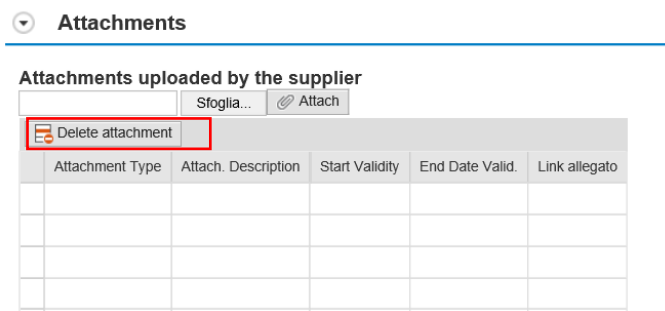 Attachments
Attachments uploaded by the supplier
Sfoglia... Attach
Delete attachment
Attachment Type Attach. Description Start Validity End Date Valid. Link allegato